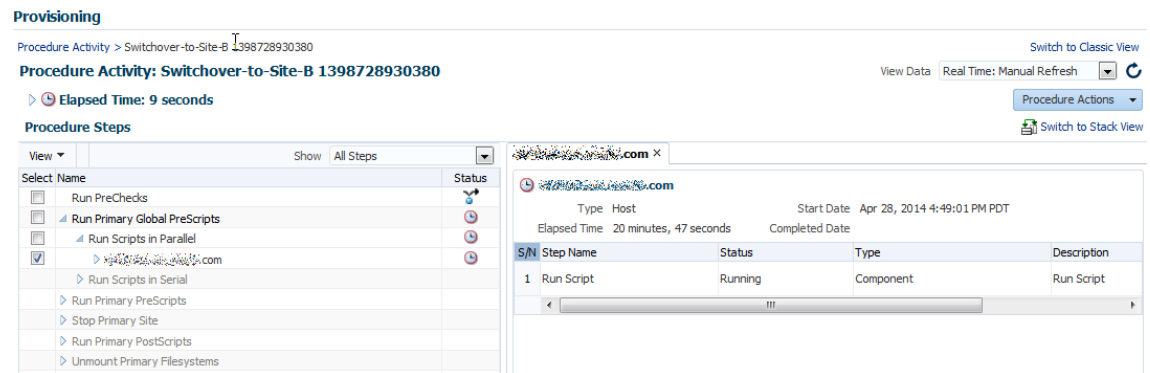 Provisioning
Procedure Activity > Switchover-to-Site-B 1398728930380
Switch to Classic View
Procedure Activity: Switchover-to-Site-B 1398728930380
View Data Real Time: Manual Refresh
Elapsed Time: 9 seconds
Procedure Actions
Procedure Steps
Switch to Stack View
View
Show All Steps
Select Name Status
Run PreChecks
Run Primary Global PreScripts
Run Scripts in Parallel
.com
Run Scripts in Serial
Run Primary PreScripts
Stop Primary Site
Run Primary PostScripts
Unmount Primary Filesystems
.com ×
.com
Type Host Start Date Apr 28, 2014 4:49:01 PM PDT
Elapsed Time 20 minutes, 47 seconds Completed Date
S/N Step Name Status Type Description
1 Run Script Running Component Run Script